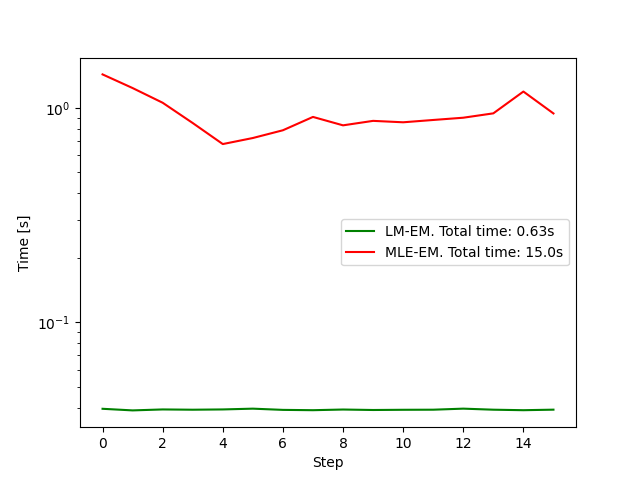 Time [s]
10⁰
10⁻¹
LM-EM. Total time: 0.63s
MLE-EM. Total time: 15.0s
0 2 4 6 8 10 12 14
Step